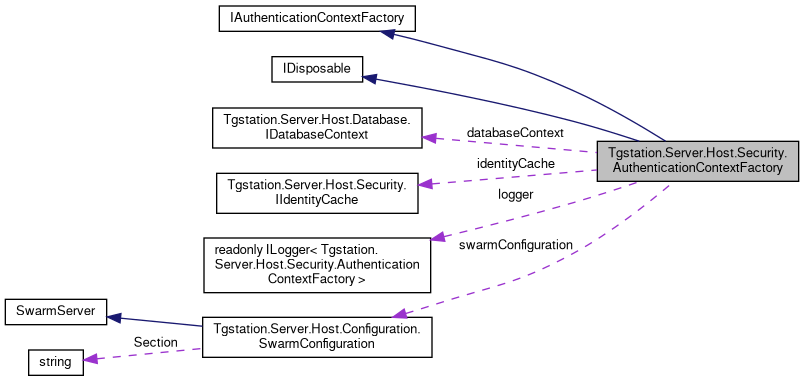 IAuthenticationContextFactory
IDisposable
Tgstation.Server.Host.Database.
IDatabaseContext
databaseContext
Tgstation.Server.Host.Security.
AuthenticationContextFactory
identityCache
Tgstation.Server.Host.Security.
IIdentityCache
logger
readonly ILogger< Tgstation.
Server.Host.Security.Authentication
ContextFactory >
swarmConfiguration
SwarmServer
Tgstation.Server.Host.Configuration.
SwarmConfiguration
Section
string